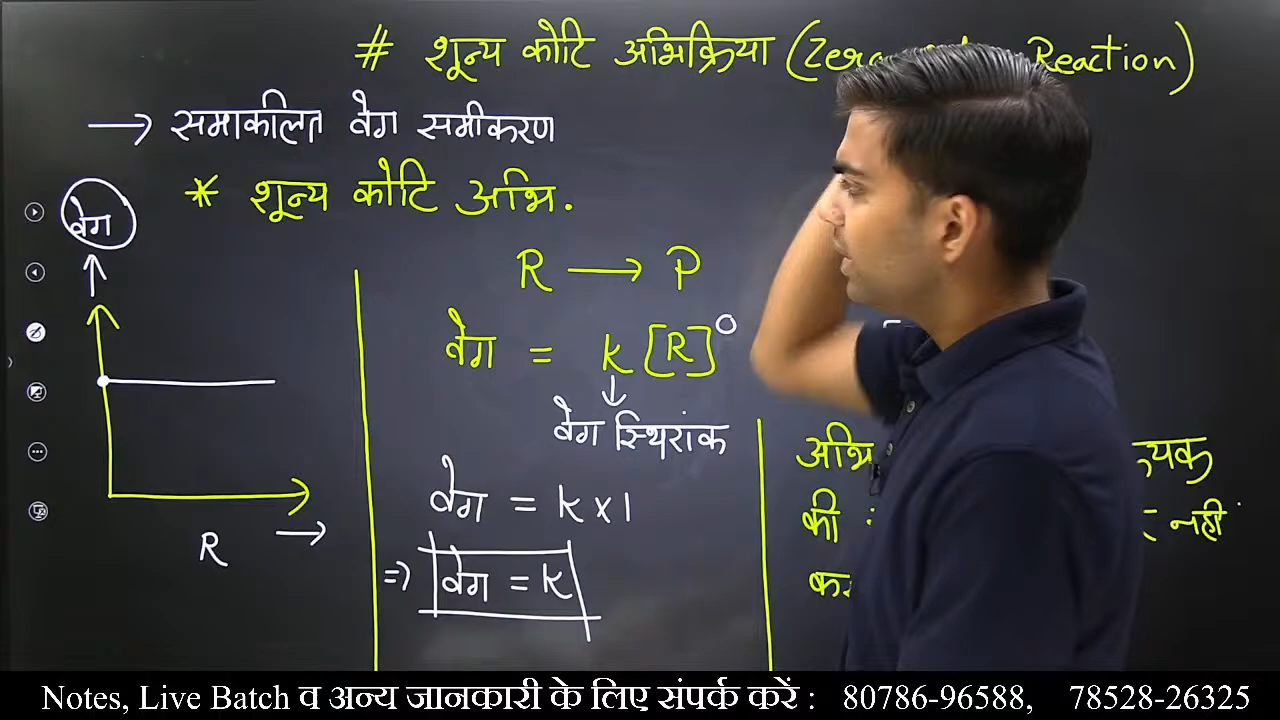 # शून्य कोटि अभिक्रिया (Zero Reaction)
→ समाकलित वेग समीकरण
* शून्य कोटि अभि.
वेग
R →
R → P
वेग = k [R]⁰
वेग स्थिरांक
वेग = k x 1
⇒ वेग = k
की नहीं
Notes, Live Batch व अन्य जानकारी के लिए संपर्क करें : 80786-96588, 78528-26325